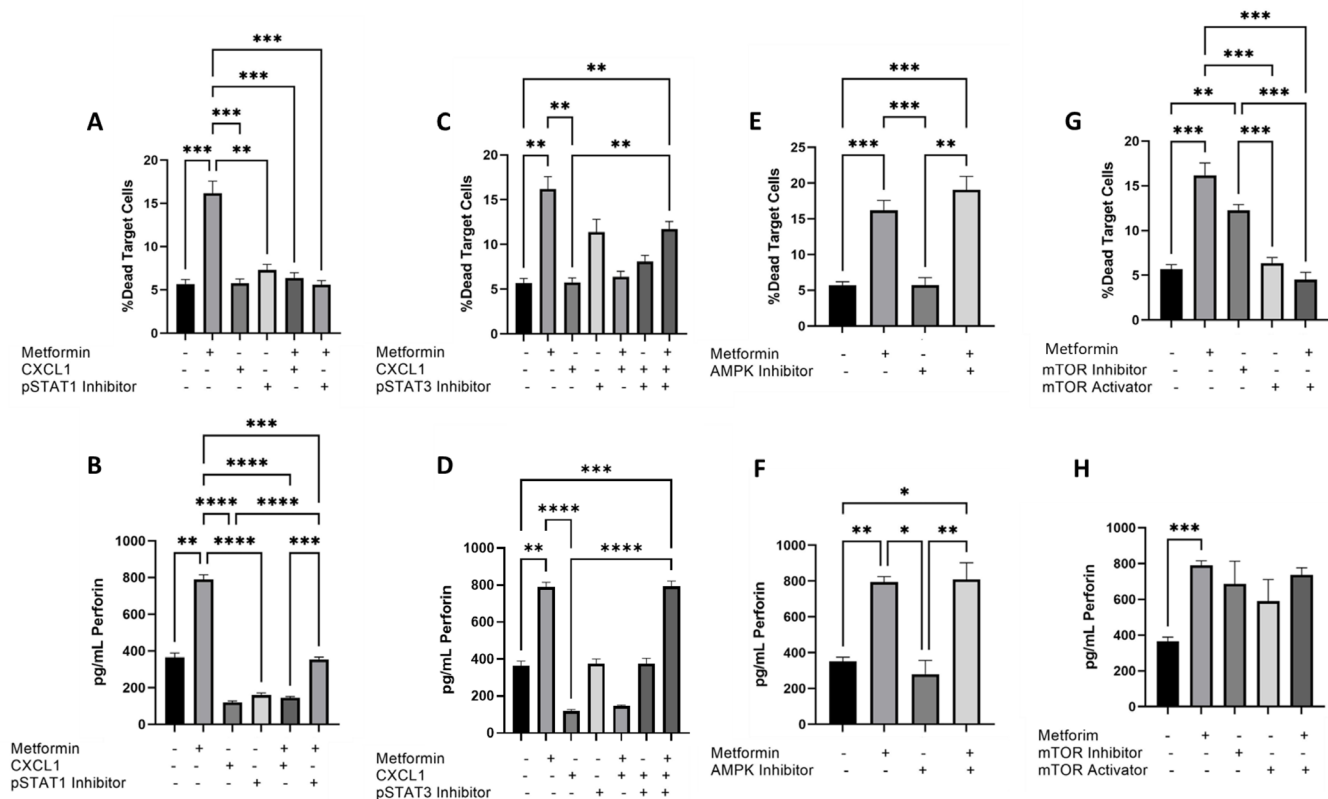 A
***
***
***
*** **
%Dead Target Cells
20
15
10
5
0
Metformin - + - - + +
CXCL1 - - + - + -
pSTAT1 Inhibitor - - - + - +
C
**
**
** **
%Dead Target Cells
20
15
10
5
0
Metformin - + - - + - +
CXCL1 - - + - + + +
pSTAT3 Inhibitor - - - + - + +
E
***
***
*** **
%Dead Target Cells
25
20
15
10
5
0
Metformin - + - +
AMPK Inhibitor - - + +
G
***
***
** ***
*** ***
%Dead Target Cells
20
15
10
5
0
Metformin - + - - +
mTOR Inhibitor - - + - -
mTOR Activator - - - + +
B
***
****
**** ****
** **** ***
pg/mL Perforin
1000
800
600
400
200
0
Metformin - + - - + +
CXCL1 - - + - + -
pSTAT1 Inhibitor - - - + - +
D
***
****
** ****
pg/mL Perforin
1000
800
600
400
200
0
Metformin - + - - + - +
CXCL1 - - + - + + +
pSTAT3 Inhibitor - - - + - + +
F
*
** * **
pg/mL Perforin
1000
800
600
400
200
0
Metformin - + - +
AMPK Inhibitor - - + +
H
***
pg/mL Perforin
1000
800
600
400
200
0
Metforim - + - - +
mTOR Inhibitor - - + - -
mTOR Activator - - - + +